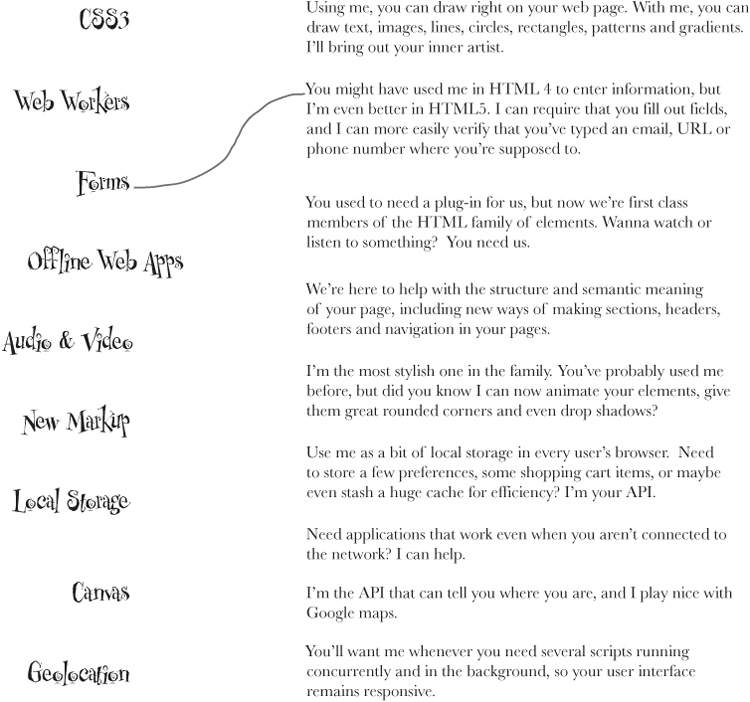 CSS3
Web Workers
Forms
Offline Web Apps
Audio & Video
New Markup
Local Storage
Canvas
Geolocation
Using me, you can draw right on your web page. With me, you can
draw text, images, lines, circles, rectangles, patterns and gradients.
I'll bring out your inner artist.
You might have used me in HTML 4 to enter information, but
I'm even better in HTML5. I can require that you fill out fields,
and I can more easily verify that you've typed an email, URL or
phone number where you're supposed to.
You used to need a plug-in for us, but now we're first class
members of the HTML family of elements. Wanna watch or
listen to something?  You need us.
We're here to help with the structure and semantic meaning
of your page, including new ways of making sections, headers,
footers and navigation in your pages.
I'm the most stylish one in the family. You've probably used me
before, but did you know I can now animate your elements, give
them great rounded corners and even drop shadows?
Use me as a bit of local storage in every user's browser.  Need
to store a few preferences, some shopping cart items, or maybe
even stash a huge cache for efficiency? I'm your API.
Need applications that work even when you aren't connected to
the network? I can help.
I'm the API that can tell you where you are, and I play nice with
Google maps.
You'll want me whenever you need several scripts running
concurrently and in the background, so your user interface
remains responsive.